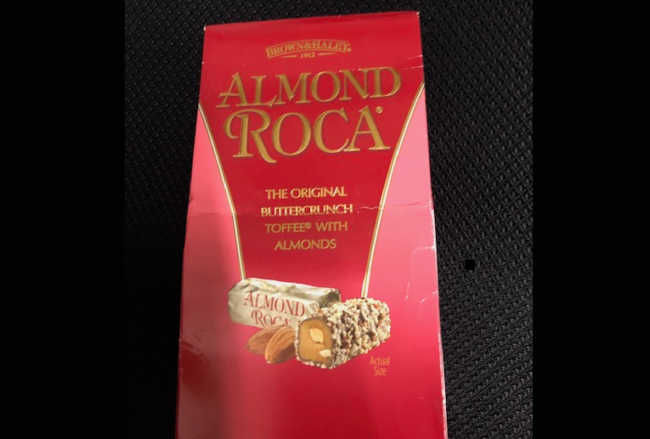 BROWN & HALEY
1912
ALMOND
ROCA®
THE ORIGINAL
BUTTERCRUNCH
TOFFEE® WITH
ALMONDS
ALMOND
ROCA
Actual
Size